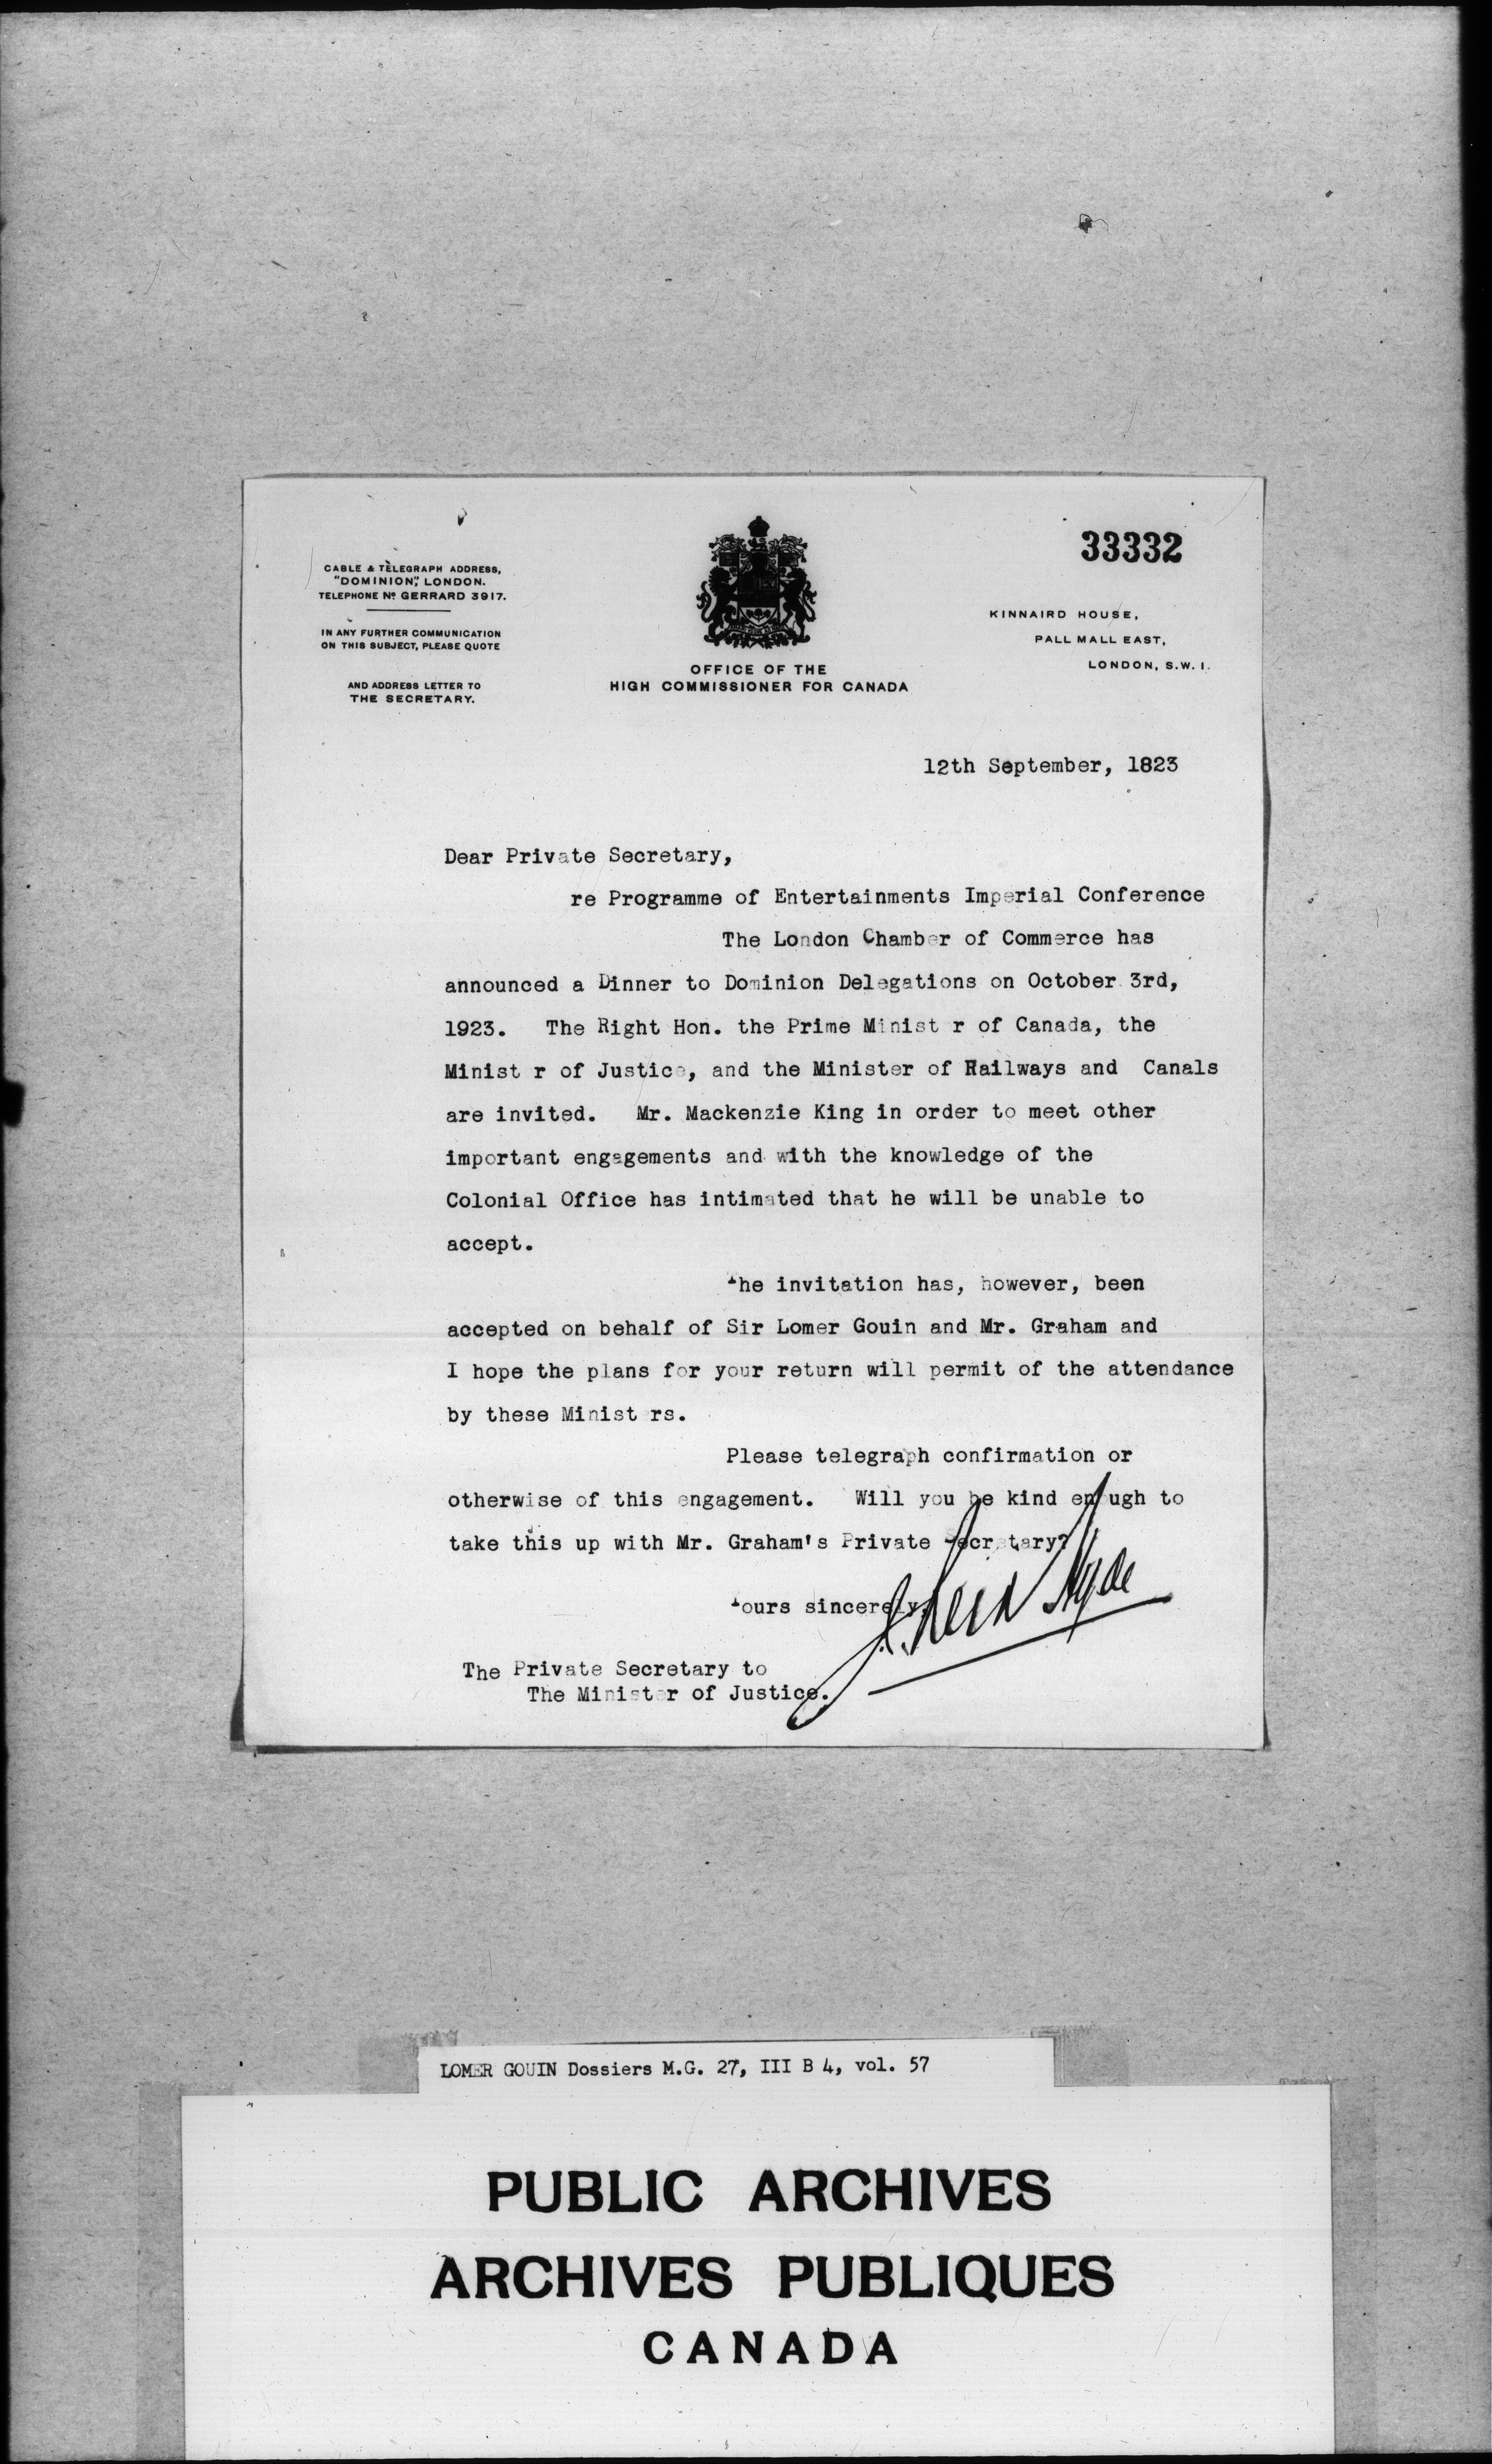 33332
CABLE & TELEGRAPH ADDRESS,
"DOMINION", LONDON.
TELEPHONE No GERRARD 3917.
IN ANY FURTHER COMMUNICATION
ON THIS SUBJECT, PLEASE QUOTE
AND ADDRESS LETTER TO
THE SECRETARY.
OFFICE OF THE
HIGH COMMISSIONER FOR CANADA
KINNAIRD HOUSE,
PALL MALL EAST,
LONDON, S.W.1.
12th September, 1823
Dear Private Secretary,
re Programme of Entertainments Imperial Conference
The London Chamber of Commerce has
announced a Dinner to Dominion Delegations on October 3rd,
1923. The Right Hon. the Prime Minist r of Canada, the
Minist r of Justice, and the Minister of Railways and Canals
are invited. Mr. Mackenzie King in order to meet other
important engagements and with the knowledge of the
Colonial Office has intimated that he will be unable to
accept.
The invitation has, however, been
accepted on behalf of Sir Lomer Gouin and Mr. Graham and
I hope the plans for your return will permit of the attendance
by these Minist rs.
Please telegraph confirmation or
otherwise of this engagement. Will you be kind enough to
take this up with Mr. Graham's Private Secretary?
Yours sincerely,
The Private Secretary to
The Minister of Justice.
LOMER GOUIN Dossiers M.G. 27, III B 4, vol. 57
PUBLIC ARCHIVES
ARCHIVES PUBLIQUES
CANADA